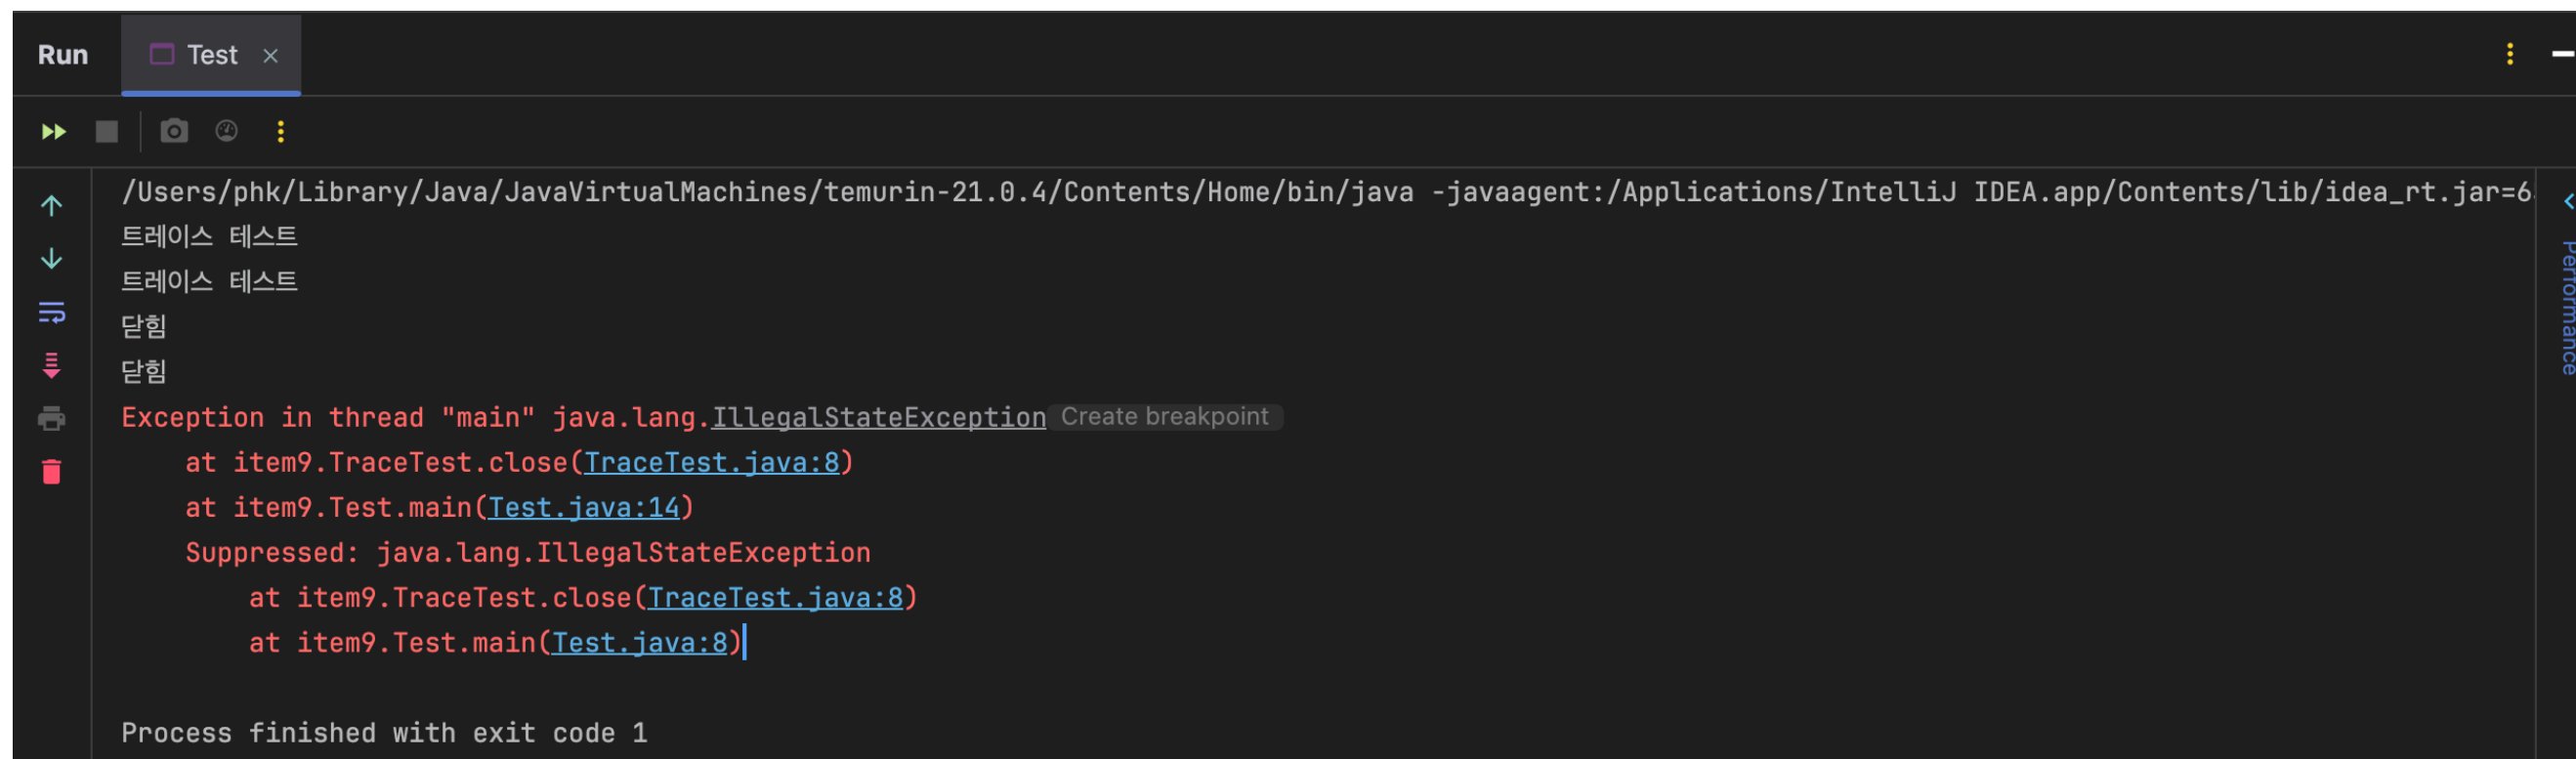 Run Test
/Users/phk/Library/Java/JavaVirtualMachines/temurin-21.0.4/Contents/Home/bin/java -javaagent:/Applications/IntelliJ IDEA.app/Contents/lib/idea_rt.jar=6
트레이스 테스트
트레이스 테스트
닫힘
닫힘
Exception in thread "main" java.lang.IllegalStateException Create breakpoint
at item9.TraceTest.close(TraceTest.java:8)
at item9.Test.main(Test.java:14)
Suppressed: java.lang.IllegalStateException
at item9.TraceTest.close(TraceTest.java:8)
at item9.Test.main(Test.java:8)
Process finished with exit code 1
Performance